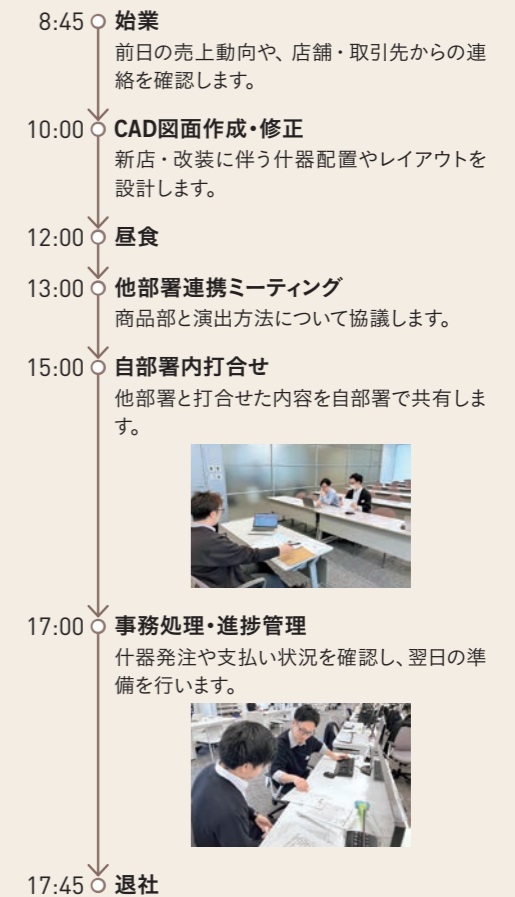 8:45 始業
前日の売上動向や、店舗・取引先からの連
絡を確認します。
10:00 CAD図面作成・修正
新店・改装に伴う什器配置やレイアウトを
設計します。
12:00 昼食
13:00 他部署連携ミーティング
商品部と演出方法について協議します。
15:00 自部署内打合せ
他部署と打合せた内容を自部署で共有しま
す。
17:00 事務処理・進捗管理
什器発注や支払い状況を確認し、翌日の準
備を行います。
17:45 退社